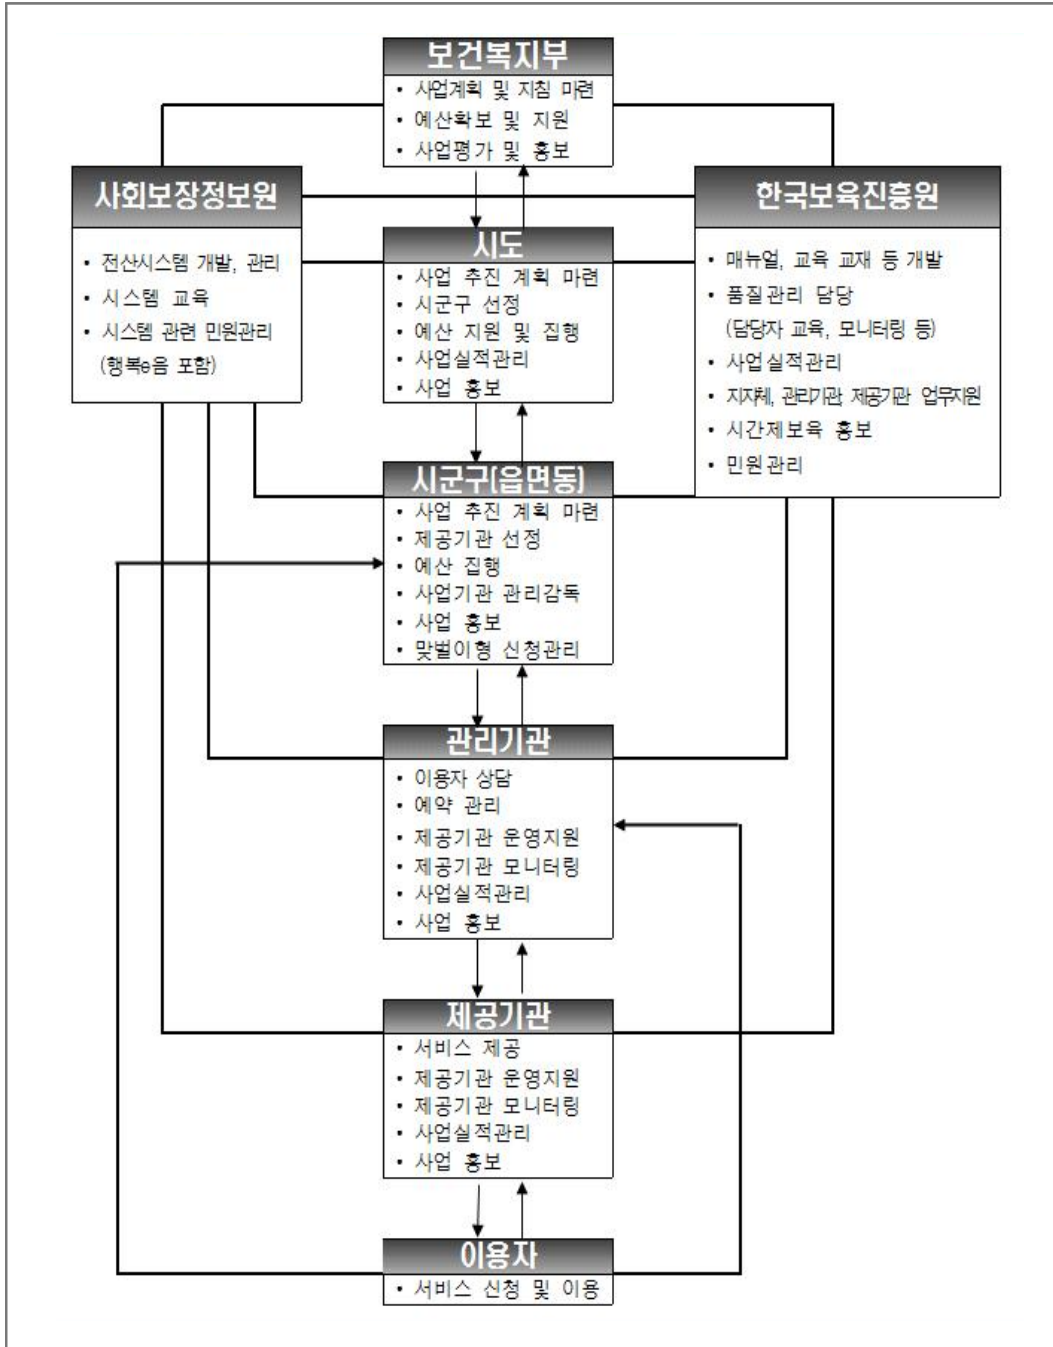 보건복지부
• 사업계획 및 지침 마련
• 예산확보 및 지원
• 사업평가 및 홍보
사회보장정보원
• 전산시스템 개발, 관리
• 시스템 교육
• 시스템 관련 민원관리
(행복e음 포함)
한국보육진흥원
• 매뉴얼, 교육 교재 등 개발
• 품질관리 담당
(담당자 교육, 모니터링 등)
• 사업실적관리
• 지자체, 관리기관, 제공기관 업무지원
• 시간제보육 홍보
• 민원관리
시도
• 사업 추진 계획 마련
• 시군구 선정
• 예산 지원 및 집행
• 사업실적관리
• 사업 홍보
시군구(읍면동)
• 사업 추진 계획 마련
• 제공기관 선정
• 예산 집행
• 사업기관 관리감독
• 사업 홍보
• 맞벌이형 신청관리
관리기관
• 이용자 상담
• 예약 관리
• 제공기관 운영지원
• 제공기관 모니터링
• 사업실적관리
• 사업 홍보
제공기관
• 서비스 제공
• 제공기관 운영지원
• 제공기관 모니터링
• 사업실적관리
• 사업 홍보
이용자
• 서비스 신청 및 이용